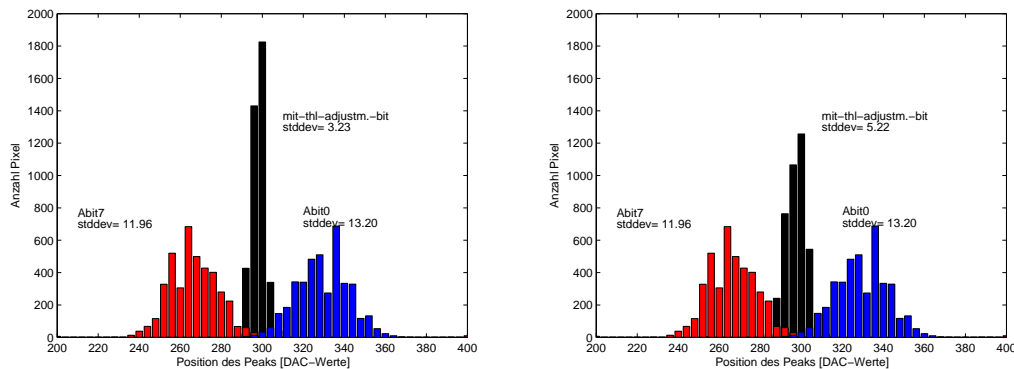 2000
1800
1600
1400
1200
1000
800
600
400
200
0
Anzahl Pixel
mit−thl−adjustm.−bit
stddev= 3.23
Abit7
stddev= 11.96
Abit0
stddev= 13.20
200 220 240 260 280 300 320 340 360 380 400
Position des Peaks [DAC−Werte]
2000
1800
1600
1400
1200
1000
800
600
400
200
0
Anzahl Pixel
mit−thl−adjustm.−bit
stddev= 5.22
Abit7
stddev= 11.96
Abit0
stddev= 13.20
200 220 240 260 280 300 320 340 360 380 400
Position des Peaks [DAC−Werte]